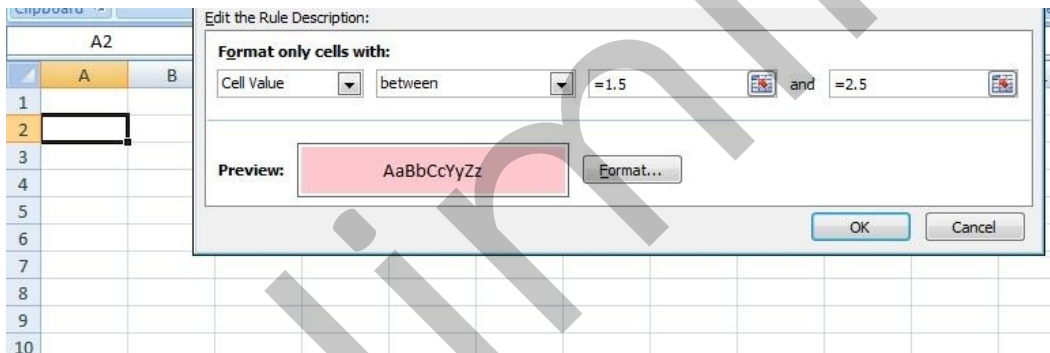 Clipboard
Edit the Rule Description:
A2
Format only cells with:
A B
Cell Value between =1.5 and =2.5
1
2
3
Preview: AaBbCcYyZz Format...
4
5
OK Cancel
6
7
8
9
10